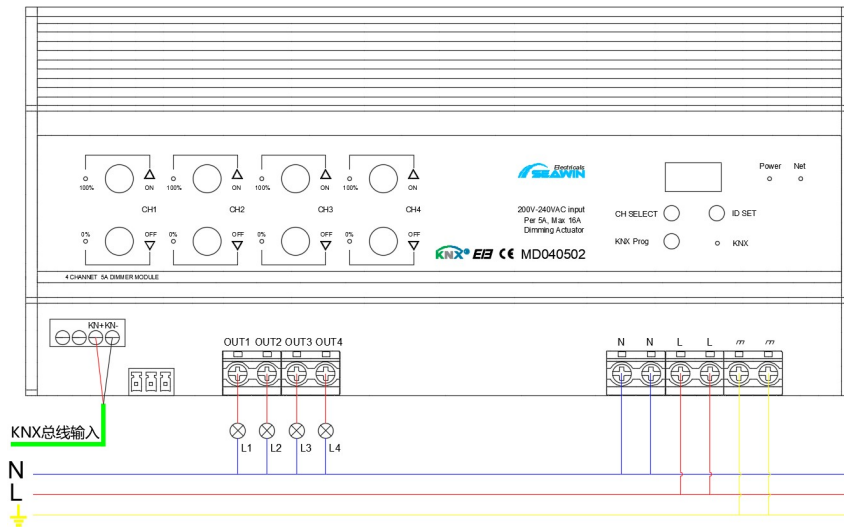 100%
ON
100%
ON
100%
ON
100%
ON
CH1
CH2
CH3
CH4
0%
OFF
0%
OFF
0%
OFF
0%
OFF
4 CHANNET 5A DIMMER MODULE
Electricals
SEAWIN
200V-240VAC input
Per 5A, Max 16A
Dimming Actuator
KNX® EIB CE MD040502
Power
Net
CH SELECT
ID SET
KNX Prog
KNX
KN+KN-
OUT1 OUT2 OUT3 OUT4
N N L L
L1 L2 L3 L4
KNX总线输入
N
L